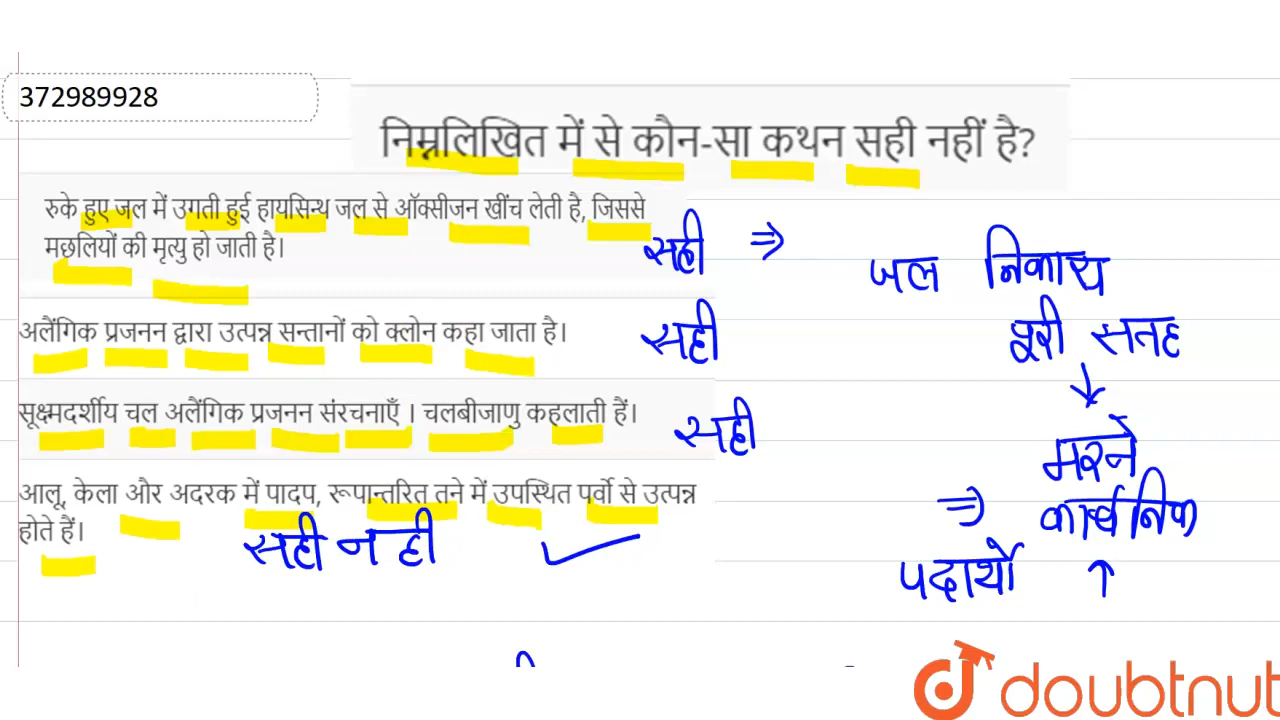 372989928
निम्नलिखित में से कौन-सा कथन सही नहीं है?
रुके हुए जल में उगती हुई हायसिन्थ जल से ऑक्सीजन खींच लेती है, जिससे
मछलियों की मृत्यु हो जाती है।
सही ⇒
अलैंगिक प्रजनन द्वारा उत्पन्न सन्तानों को क्लोन कहा जाता है।
सही
सूक्ष्मदर्शीय चल अलैंगिक प्रजनन संरचनाएँ । चलबीजाणु कहलाती हैं।
सही
आलू, केला और अदरक में पादप, रूपान्तरित तने में उपस्थित पर्वो से उत्पन्न
होते हैं।
सही नही ✓
जल निकाय
पूरी सतह
↓
मरने
⇒ कार्बनिक
पदार्थो ↑
doubtnut